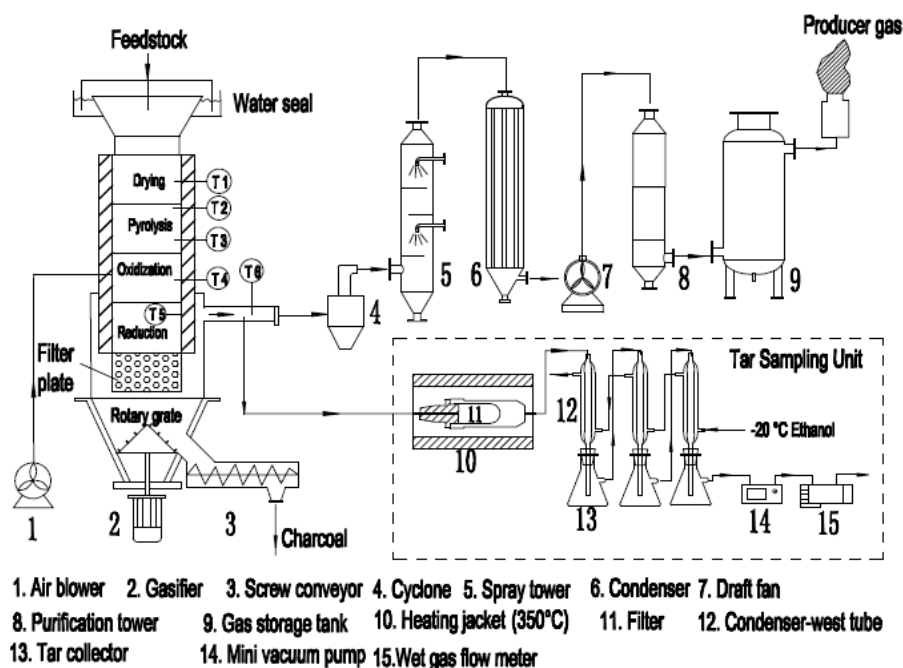 Producer gas
Feedstock
Water seal
Drying
T1
T2
Pyrolysis
T3
Oxidization
T4
T6
T5
Reduction
Filter
plate
Rotary grate
Charcoal
1
2
3
4
5
6
7
8
9
Tar Sampling Unit
10
11
12
-20 °C Ethanol
13
14
15
1. Air blower 2. Gasifier 3. Screw conveyor 4. Cyclone 5. Spray tower 6. Condenser 7. Draft fan
8. Purification tower 9. Gas storage tank 10. Heating jacket (350°C) 11. Filter 12. Condenser-west tube
13. Tar collector 14. Mini vacuum pump 15.Wet gas flow meter